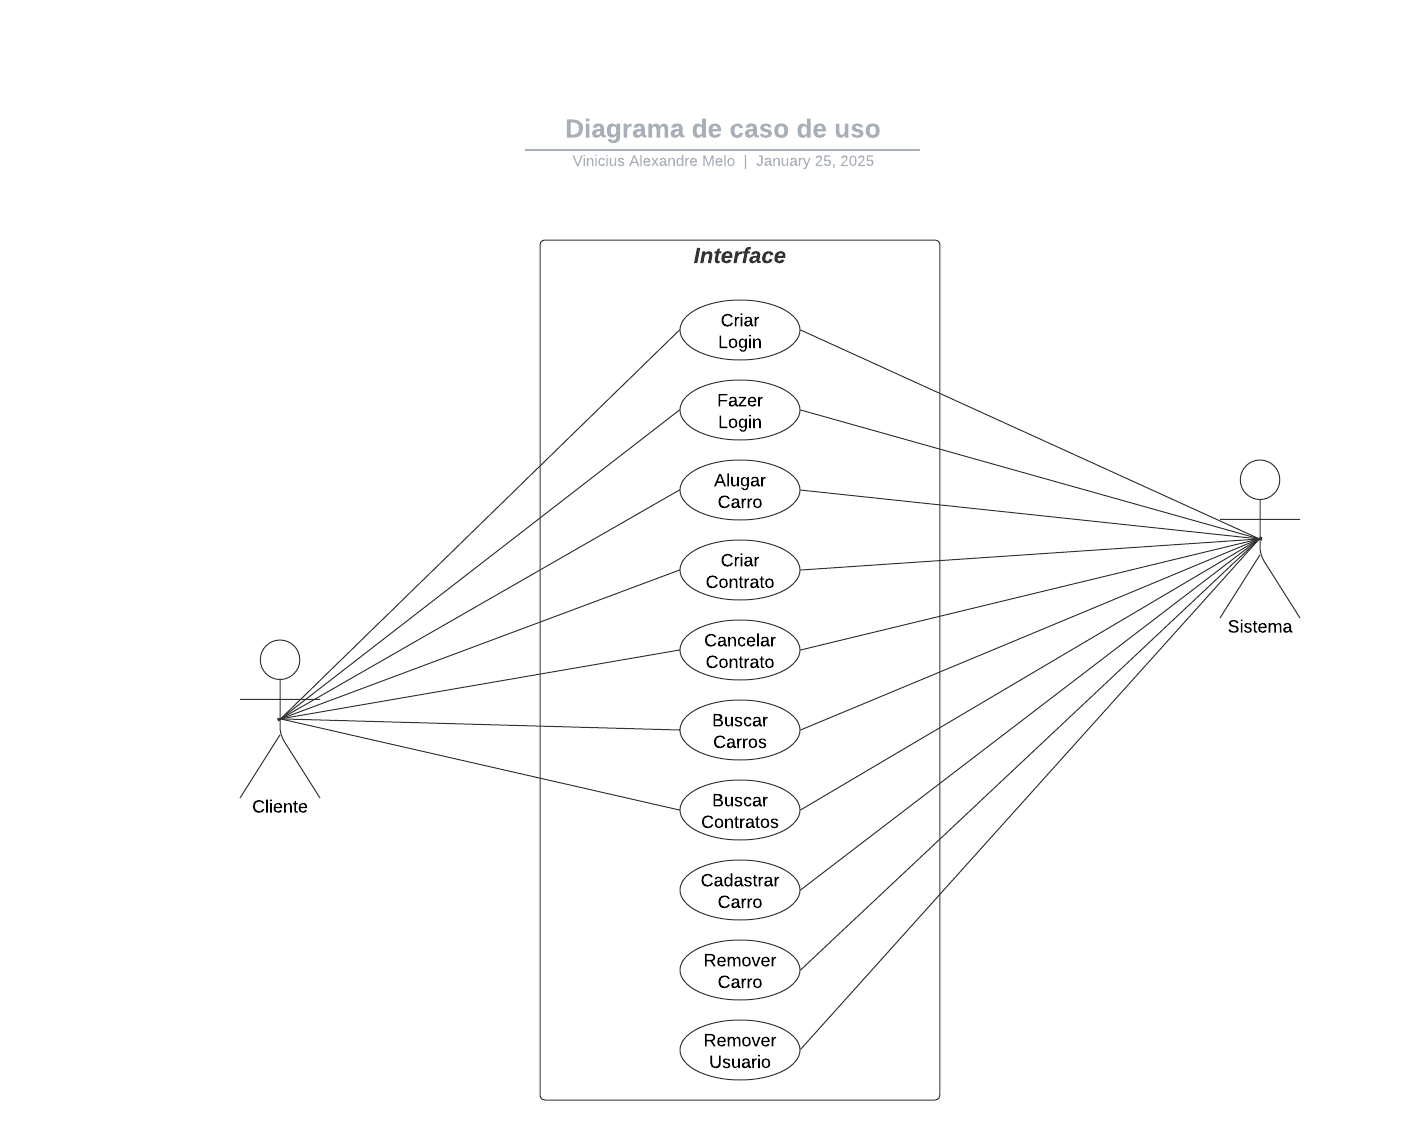 Diagrama de caso de uso
Vinicius Alexandre Melo | January 25, 2025
Interface
Criar
Login
Fazer
Login
Alugar
Carro
Criar
Contrato
Cancelar
Contrato
Buscar
Carros
Buscar
Contratos
Cadastrar
Carro
Remover
Carro
Remover
Usuario
Cliente
Sistema